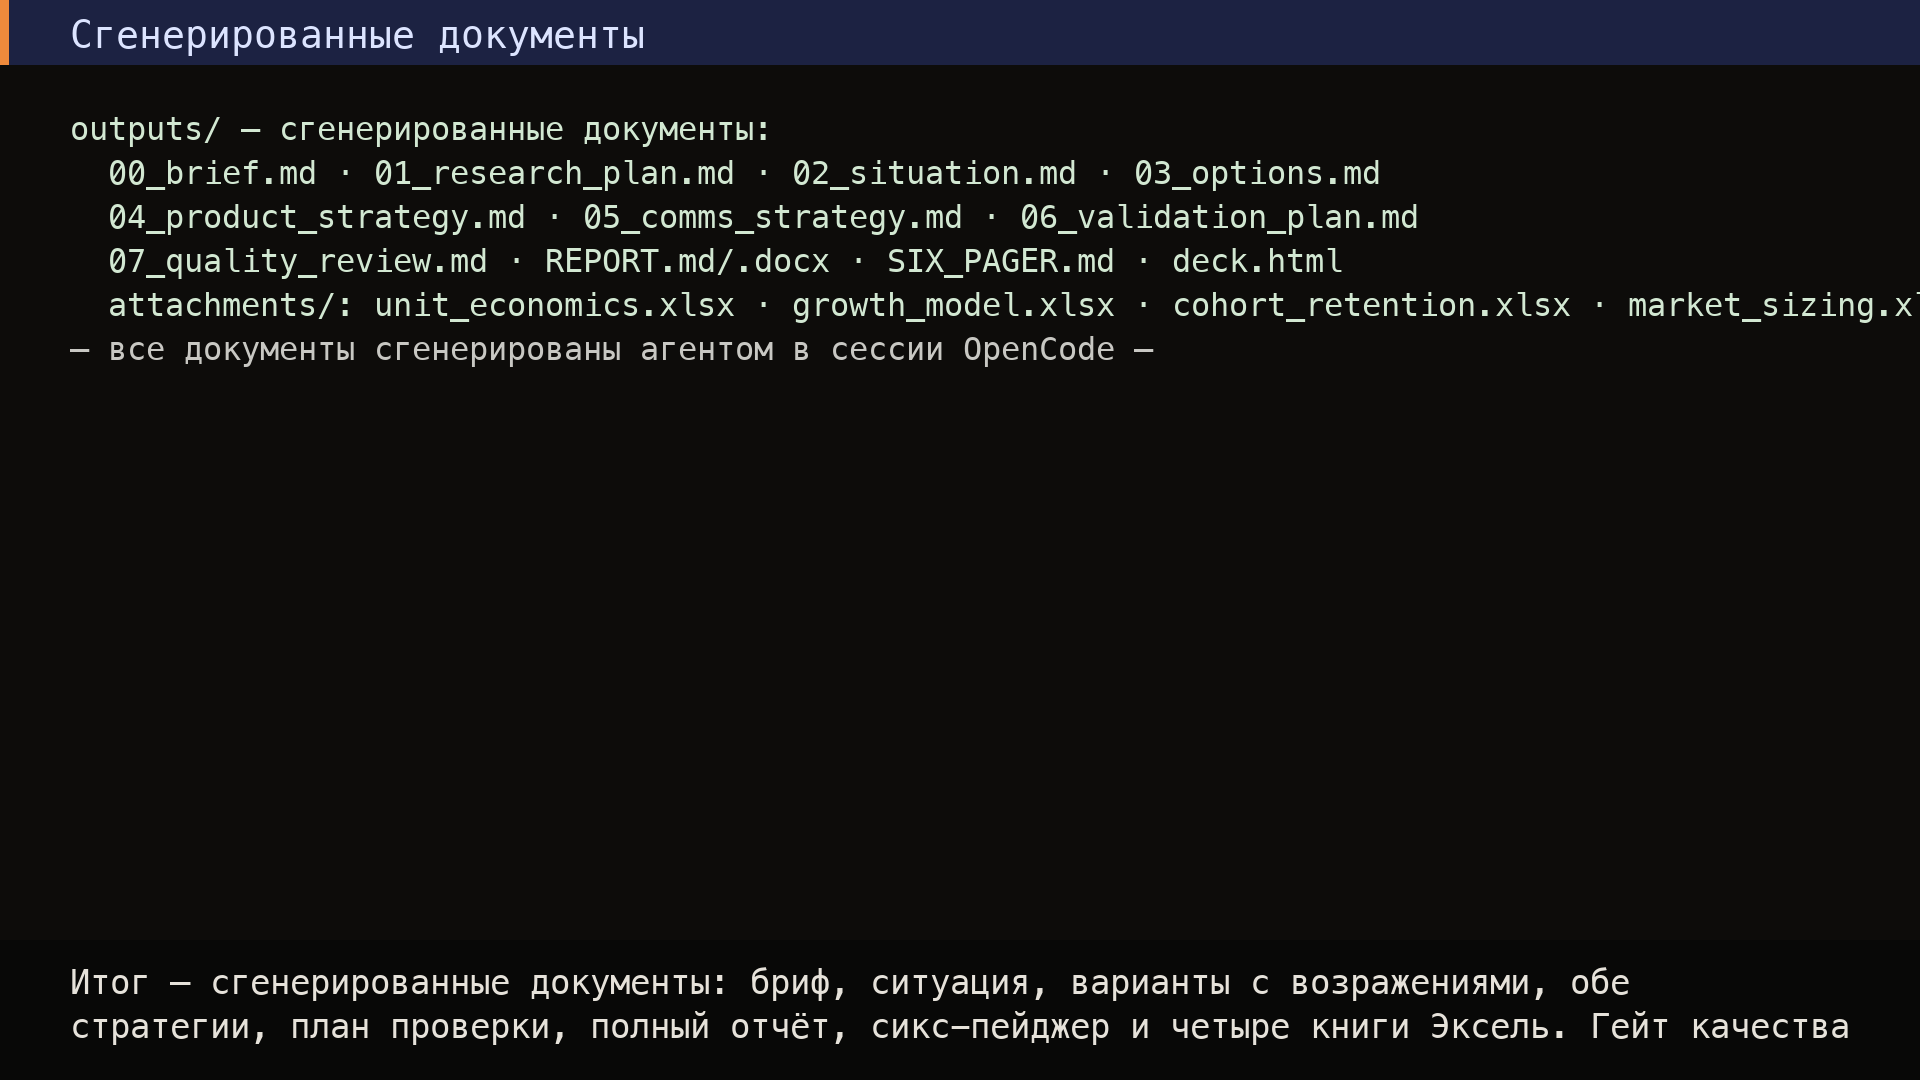 Сгенерированные документы
outputs/ — сгенерированные документы:
00_brief.md · 01_research_plan.md · 02_situation.md · 03_options.md
04_product_strategy.md · 05_comms_strategy.md · 06_validation_plan.md
07_quality_review.md · REPORT.md/.docx · SIX_PAGER.md · deck.html
attachments/: unit_economics.xlsx · growth_model.xlsx · cohort_retention.xlsx · market_sizing.xl
— все документы сгенерированы агентом в сессии OpenCode —
Итог — сгенерированные документы: бриф, ситуация, варианты с возражениями, обе
стратегии, план проверки, полный отчёт, сикс–пейджер и четыре книги Эксель. Гейт качества